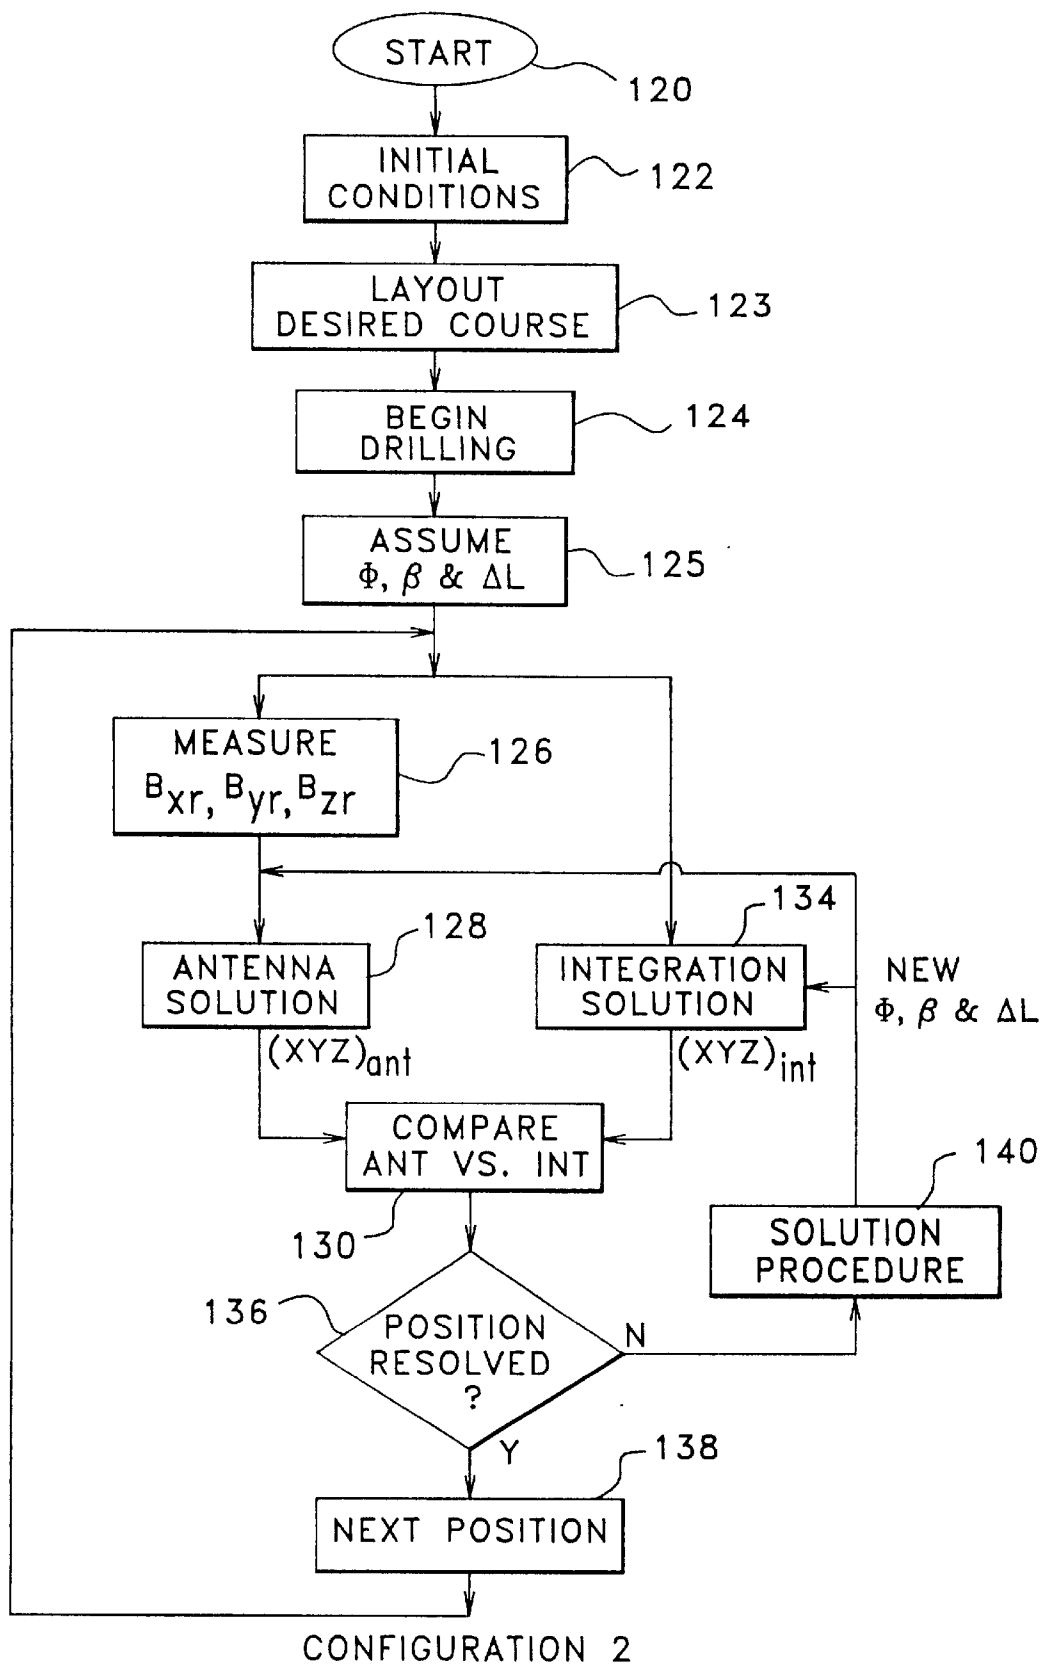 START
120
INITIAL
CONDITIONS
122
LAYOUT
DESIRED COURSE
123
BEGIN
DRILLING
124
ASSUME
Φ, β & ΔL
125
MEASURE
Bxr, Byr, Bzr
126
ANTENNA
SOLUTION
128
INTEGRATION
SOLUTION
134
NEW
Φ, β & ΔL
(XYZ)ant
(XYZ)int
COMPARE
ANT VS. INT
130
140
SOLUTION
PROCEDURE
136
POSITION
RESOLVED
?
N
Y
138
NEXT POSITION
CONFIGURATION 2